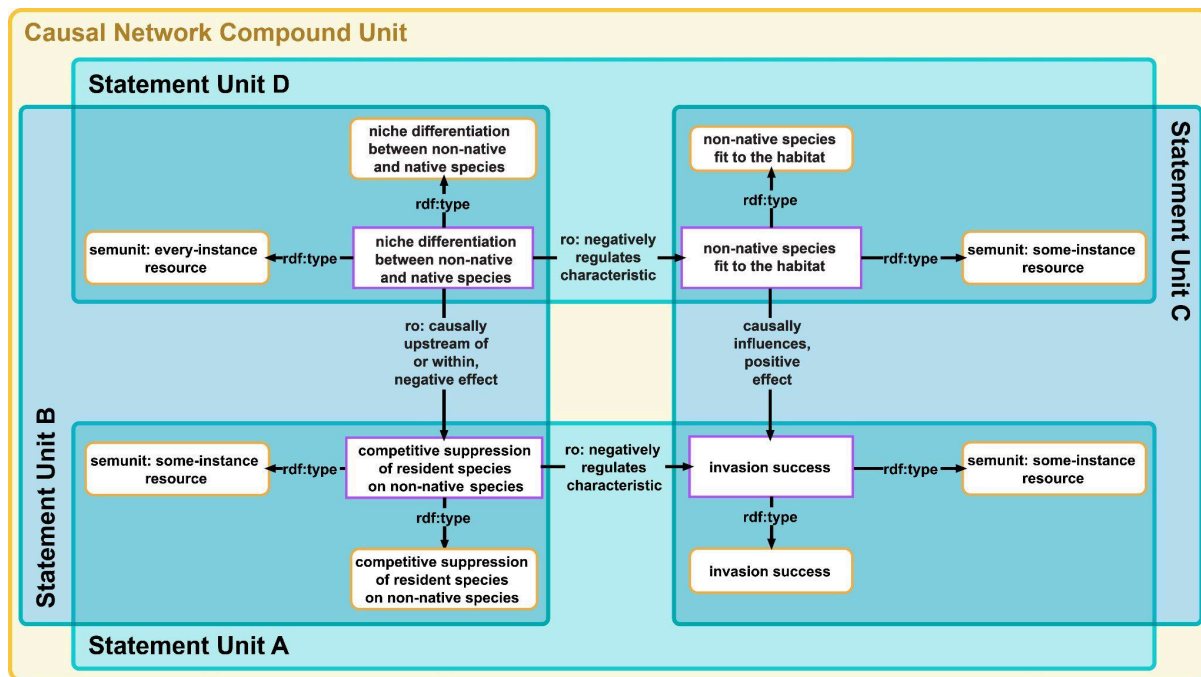 Causal Network Compound Unit
Statement Unit D
niche differentiation
between non-native
and native species
non-native species
fit to the habitat
Statement Unit C
rdf:type
rdf:type
semunit: every-instance
resource
rdf:type
niche differentiation
between non-native
and native species
ro: negatively
regulates
characteristic
non-native species
fit to the habitat
rdf:type
semunit: some-instance
resource
ro: causally
upstream of
or within,
negative effect
causally
influences,
positive
effect
Statement Unit B
semunit: some-instance
resource
rdf:type
competitive suppression
of resident species
on non-native species
ro: negatively
regulates
characteristic
invasion success
rdf:type
semunit: some-instance
resource
rdf:type
rdf:type
competitive suppression
of resident species
on non-native species
invasion success
Statement Unit A